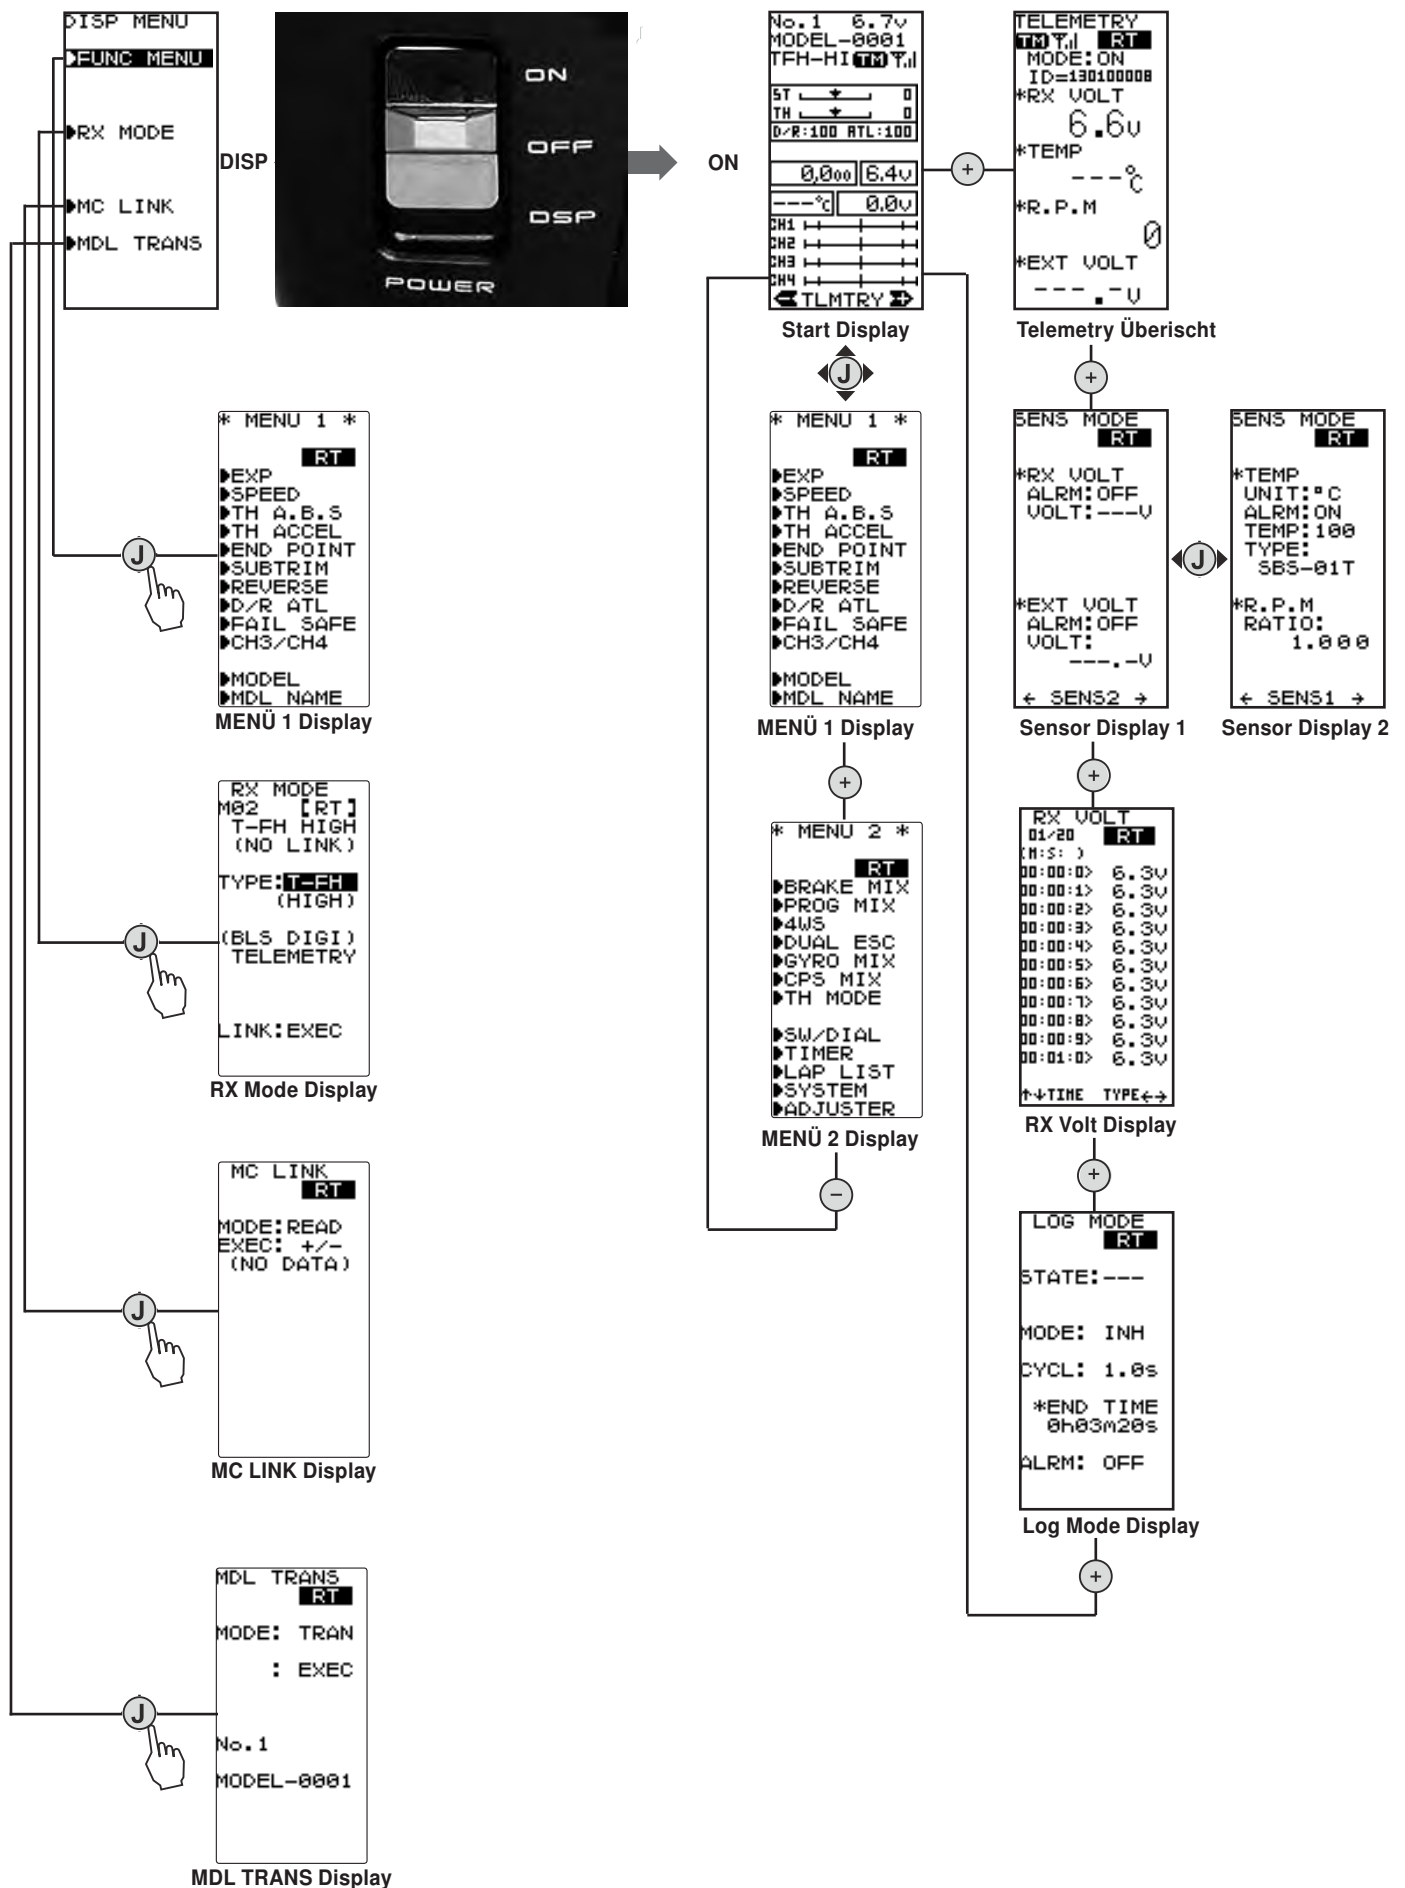 DISP MENU
FUNC MENU
RX MODE
MC LINK
MDL TRANS
DISP
ON
OFF
DSP
POWER
ON
No.1 6.7v
MODEL-0001
TFH-HI TM
ST 0
TH 0
D/R:100 ATL:100
0,000 6.4v
---°C 0.0v
CH1
CH2
CH3
CH4
TLMTRY
Start Display
+
TELEMETRY
TM RT
MODE:ON
ID=130100008
*RX VOLT
6.6v
*TEMP
---°C
*R.P.M
0
*EXT VOLT
---.-v
Telemetry Überischt
J
+
* MENU 1 *
RT
EXP
SPEED
TH A.B.S
TH ACCEL
END POINT
SUBTRIM
REVERSE
D/R ATL
FAIL SAFE
CH3/CH4
MODEL
MDL NAME
MENÜ 1 Display
J
* MENU 1 *
RT
EXP
SPEED
TH A.B.S
TH ACCEL
END POINT
SUBTRIM
REVERSE
D/R ATL
FAIL SAFE
CH3/CH4
MODEL
MDL NAME
MENÜ 1 Display
+
SENS MODE
RT
*RX VOLT
ALRM:OFF
VOLT:---V
*EXT VOLT
ALRM:OFF
VOLT:
---.-V
← SENS2 →
Sensor Display 1
J
SENS MODE
RT
*TEMP
UNIT:°C
ALRM:ON
TEMP:100
TYPE:
SBS-01T
*R.P.M
RATIO:
1.000
← SENS1 →
Sensor Display 2
+
RX MODE
M02 [RT]
T-FH HIGH
(NO LINK)
TYPE:T-FH
(HIGH)
(BLS DIGI)
TELEMETRY
LINK:EXEC
RX Mode Display
J
* MENU 2 *
RT
BRAKE MIX
PROG MIX
4WS
DUAL ESC
GYRO MIX
CPS MIX
TH MODE
SW/DIAL
TIMER
LAP LIST
SYSTEM
ADJUSTER
MENÜ 2 Display
−
RX VOLT
01/20 RT
(M:S: )
00:00:0> 6.3v
00:00:1> 6.3v
00:00:2> 6.3v
00:00:3> 6.3v
00:00:4> 6.3v
00:00:5> 6.3v
00:00:6> 6.3v
00:00:7> 6.3v
00:00:8> 6.3v
00:00:9> 6.3v
00:01:0> 6.3v
↑↓TIME TYPE←→
RX Volt Display
+
MC LINK
RT
MODE:READ
EXEC: +/-
(NO DATA)
J
MC LINK Display
LOG MODE
RT
STATE:---
MODE: INH
CYCL: 1.0s
*END TIME
0h03m20s
ALRM: OFF
Log Mode Display
+
MDL TRANS
RT
MODE: TRAN
: EXEC
No.1
MODEL-0001
J
MDL TRANS Display